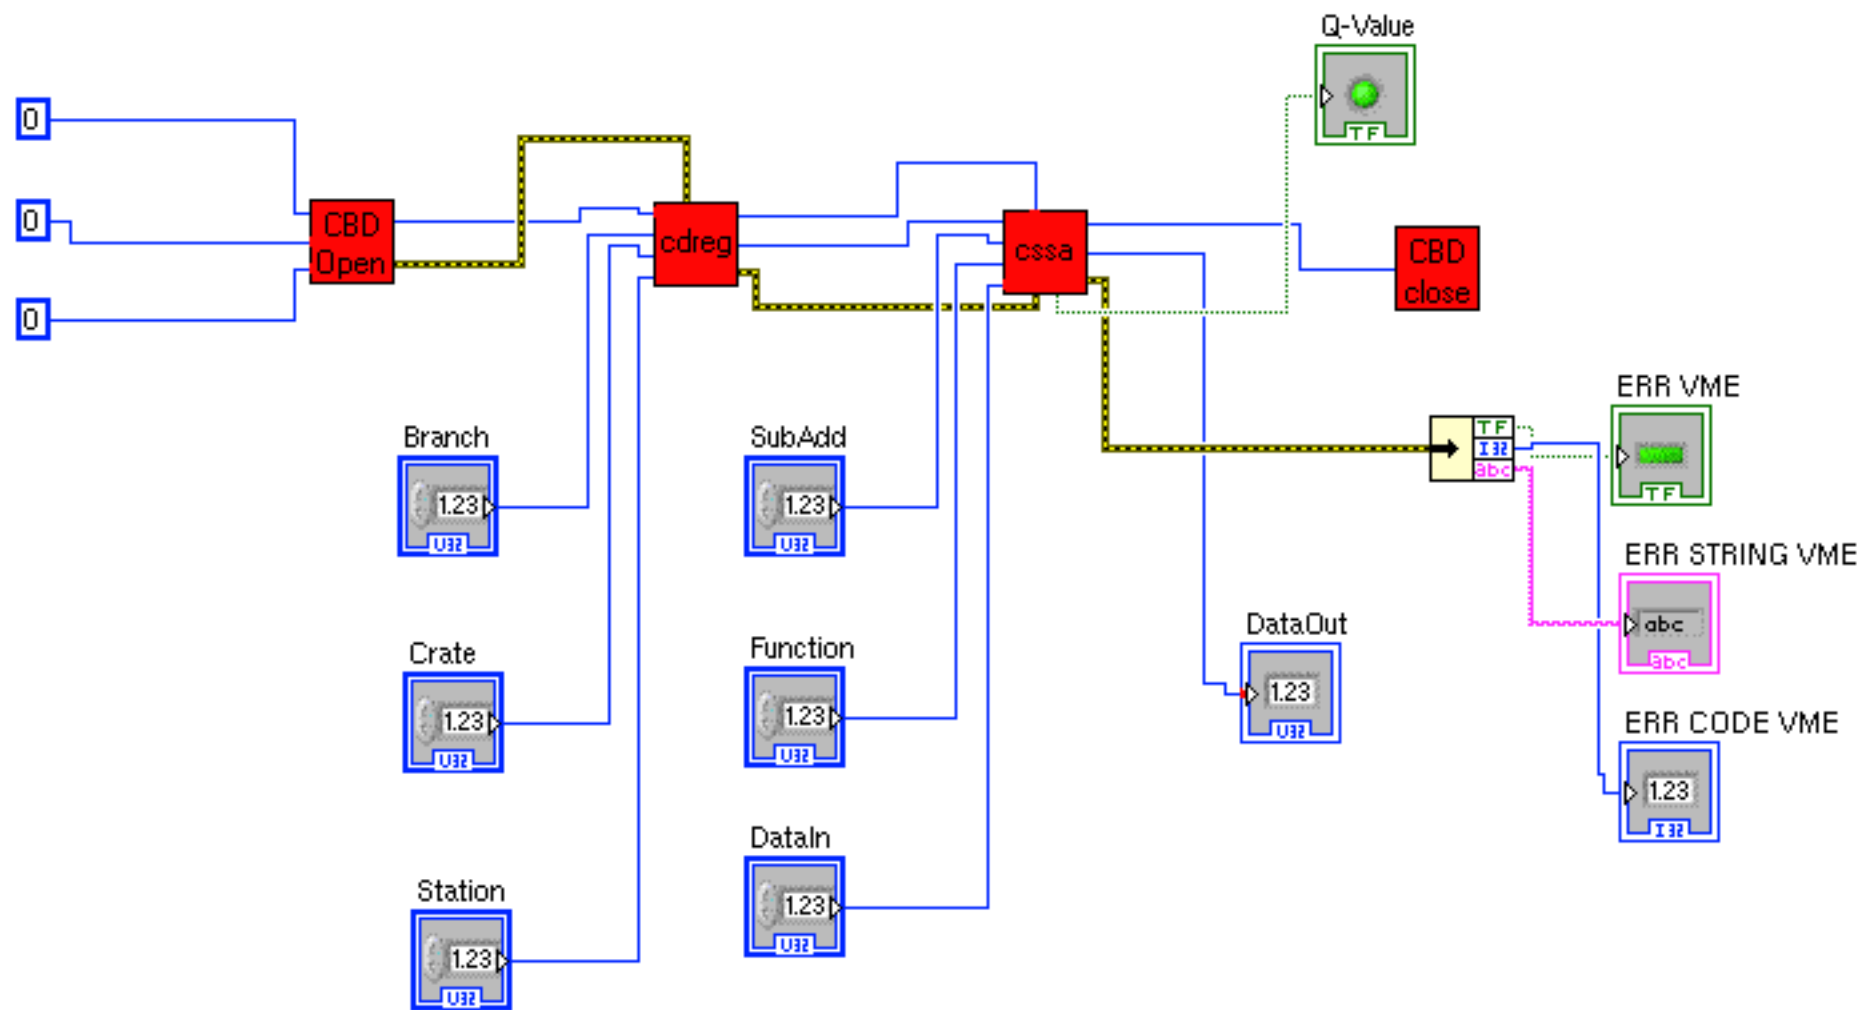 Q-Value
TF
0
0
0
CBD
Open
cdreg
cssa
CBD
close
ERR VME
TF
I32
abc
TF
Branch
1.23
U32
SubAdd
1.23
U32
ERR STRING VME
abc
abc
Crate
1.23
U32
Function
1.23
U32
DataOut
1.23
U32
ERR CODE VME
1.23
I32
DataIn
1.23
U32
Station
1.23
U32